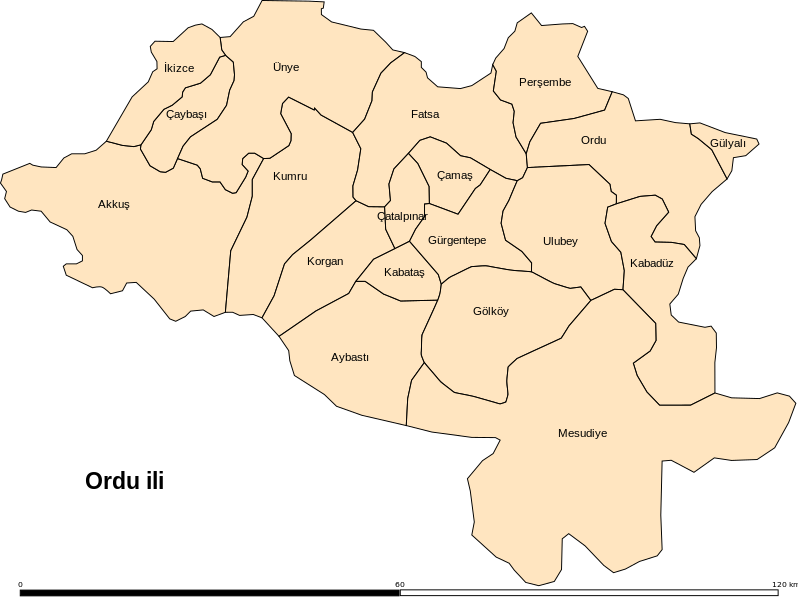 İkizce
Ünye
Perşembe
Çaybaşı
Fatsa
Ordu
Gülyalı
Kumru
Çamaş
Akkuş
Çatalpınar
Gürgentepe
Ulubey
Korgan
Kabadüz
Kabataş
Gölköy
Aybastı
Mesudiye
Ordu ili
0 60 120 km